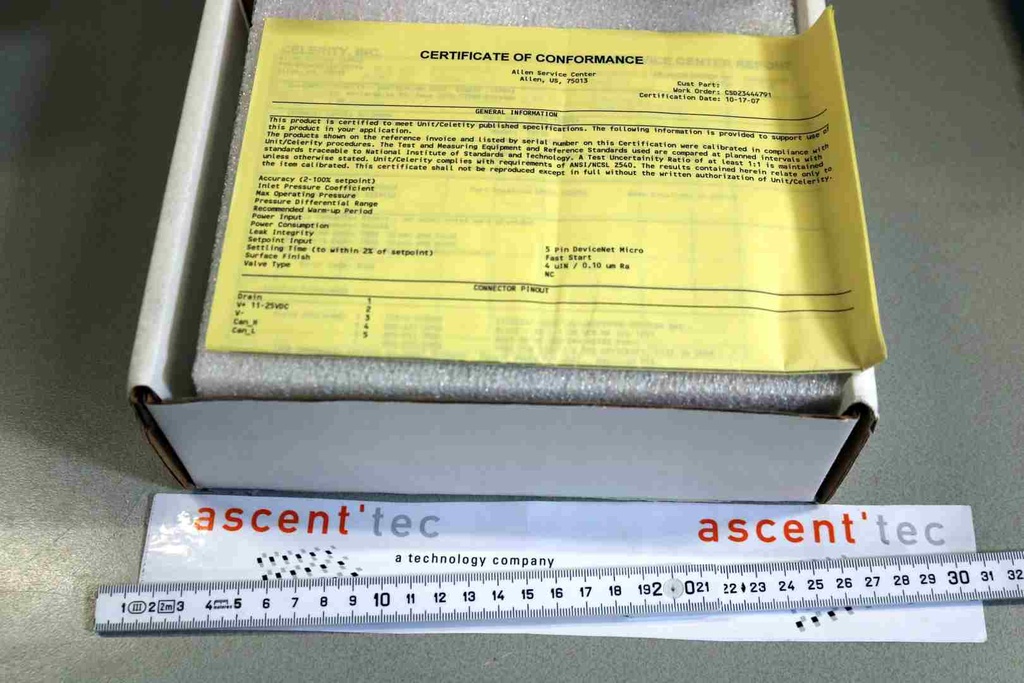 CERTIFICATE OF CONFORMANCE
Allen Service Center
Allen, US, 75013
Cust Part:
Work Order: CSD23444791
Certification Date: 10-17-07
GENERAL INFORMATION
This product is certified to meet Unit/Celetity published specifications. The following information is provided to support use of
this product in your application.
The products shown on the reference invoice and listed by serial number on this Certification were calibrated in compliance with
Unit/Celerity procedures. The Test and Measuring Equipment and Reference Standards used are compared at planned intervals with
standards traceable to National Institute of Standards and Technology. A Test Uncertainity Ratio of at least 1:1 is maintained
unless otherwise stated. Unit/Celerity complies with requirements of ANSI/NCSL Z540. The results contained herein relate only to
the item calibrated. This certificate shall not be reproduced except in full without the written authorization of Unit/Celerity.
Accuracy (2-100% setpoint)
Inlet Pressure Coefficient
Max Operating Pressure
Pressure Differential Range
Recommended Warm-up Period
Power Input
Power Consumption
Leak Integrity
Setpoint Input 5 Pin DeviceNet Micro
Settling Time (to within 2% of setpoint) Fast Start
Surface Finish 4 uIN / 0.10 um Ra
Valve Type NC
CONNECTOR PINOUT
Drain 1
V+ 11-25VDC 2
V- 3
Can_H 4
Can_L 5
ascent'tec ascent'tec
a technology company
1 III 2 2m 3 4 5 6 7 8 9 10 11 12 13 14 15 16 17 18 19 20 21 22 23 24 25 26 27 28 29 30 31 32